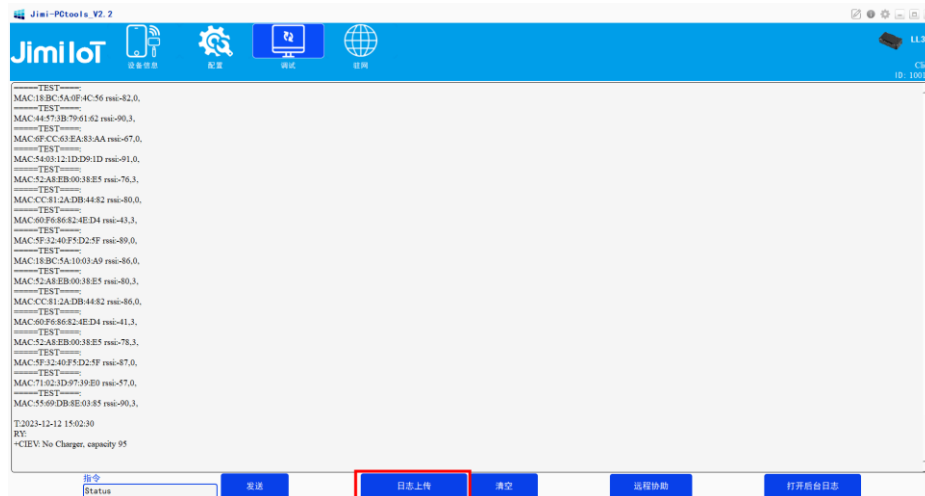 Jimi-PCtools_V2.2
JimiIoT
设备信息
配置
调试
联网
LL3
Cli
ID: 1001
=====TEST====:
MAC:18:BC:5A:0F:4C:56 rssi:-82,0,
=====TEST====:
MAC:44:57:3B:79:61:62 rssi:-90,3,
=====TEST====:
MAC:6F:CC:63:EA:83:AA rssi:-67,0,
=====TEST====:
MAC:54:03:12:1D:D9:1D rssi:-91,0,
=====TEST====:
MAC:52:A8:EB:00:38:E5 rssi:-76,3,
=====TEST====:
MAC:CC:81:2A:DB:44:82 rssi:-80,0,
=====TEST====:
MAC:60:F6:86:82:4E:D4 rssi:-43,3,
=====TEST====:
MAC:5F:32:40:F5:D2:5F rssi:-89,0,
=====TEST====:
MAC:18:BC:5A:10:03:A9 rssi:-86,0,
=====TEST====:
MAC:52:A8:EB:00:38:E5 rssi:-80,3,
=====TEST====:
MAC:CC:81:2A:DB:44:82 rssi:-86,0,
=====TEST====:
MAC:60:F6:86:82:4E:D4 rssi:-41,3,
=====TEST====:
MAC:52:A8:EB:00:38:E5 rssi:-78,3,
=====TEST====:
MAC:5F:32:40:F5:D2:5F rssi:-87,0,
=====TEST====:
MAC:71:02:3D:97:39:E0 rssi:-57,0,
=====TEST====:
MAC:55:69:DB:8E:03:85 rssi:-90,3,
T:2023-12-12 15:02:30
RY:
+CIEV: No Charger, capacity 95
指令
Status
发送
日志上传
清空
远程协助
打开后台日志